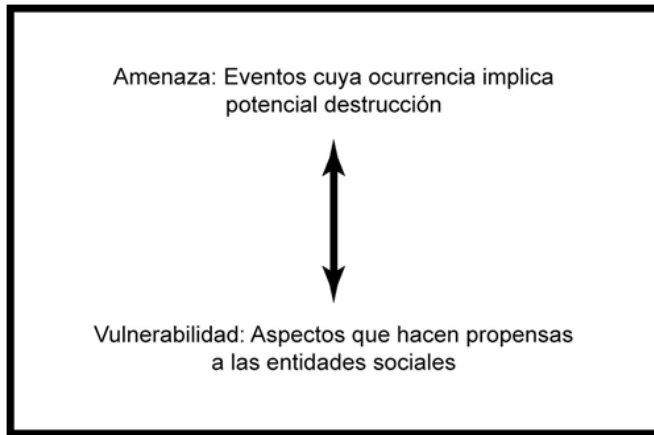 Amenaza: Eventos cuya ocurrencia implica
potencial destrucción
Vulnerabilidad: Aspectos que hacen propensas
a las entidades sociales